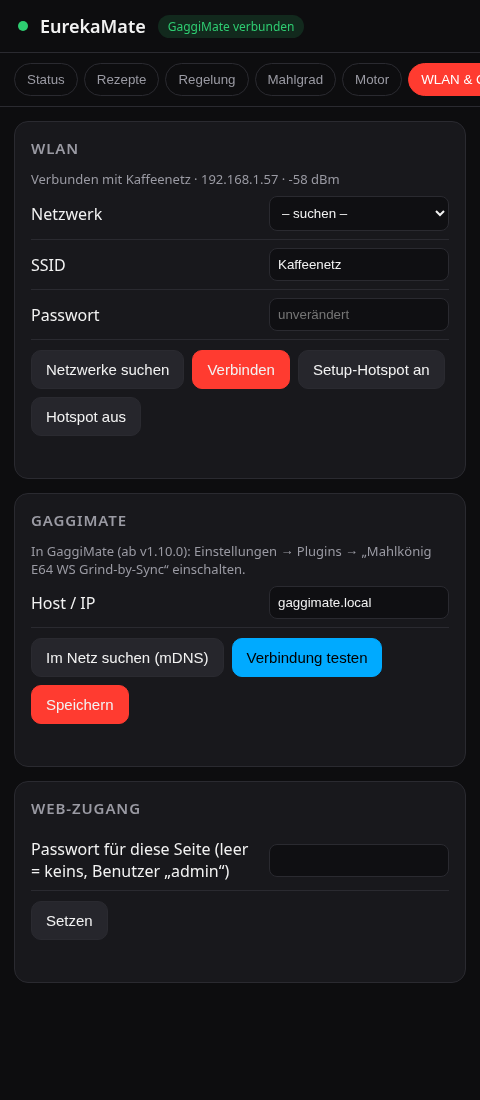 EurekaMate
GaggiMate verbunden
Status
Rezepte
Regelung
Mahlgrad
Motor
WLAN &
WLAN
Verbunden mit Kaffeenetz · 192.168.1.57 · -58 dBm
Netzwerk
– suchen –
SSID
Kaffeenetz
Passwort
unverändert
Netzwerke suchen
Verbinden
Setup-Hotspot an
Hotspot aus
GAGGIMATE
In GaggiMate (ab v1.10.0): Einstellungen → Plugins → „Mahlkönig
E64 WS Grind-by-Sync“ einschalten.
Host / IP
gaggimate.local
Im Netz suchen (mDNS)
Verbindung testen
Speichern
WEB-ZUGANG
Passwort für diese Seite (leer
= keins, Benutzer „admin“)
Setzen